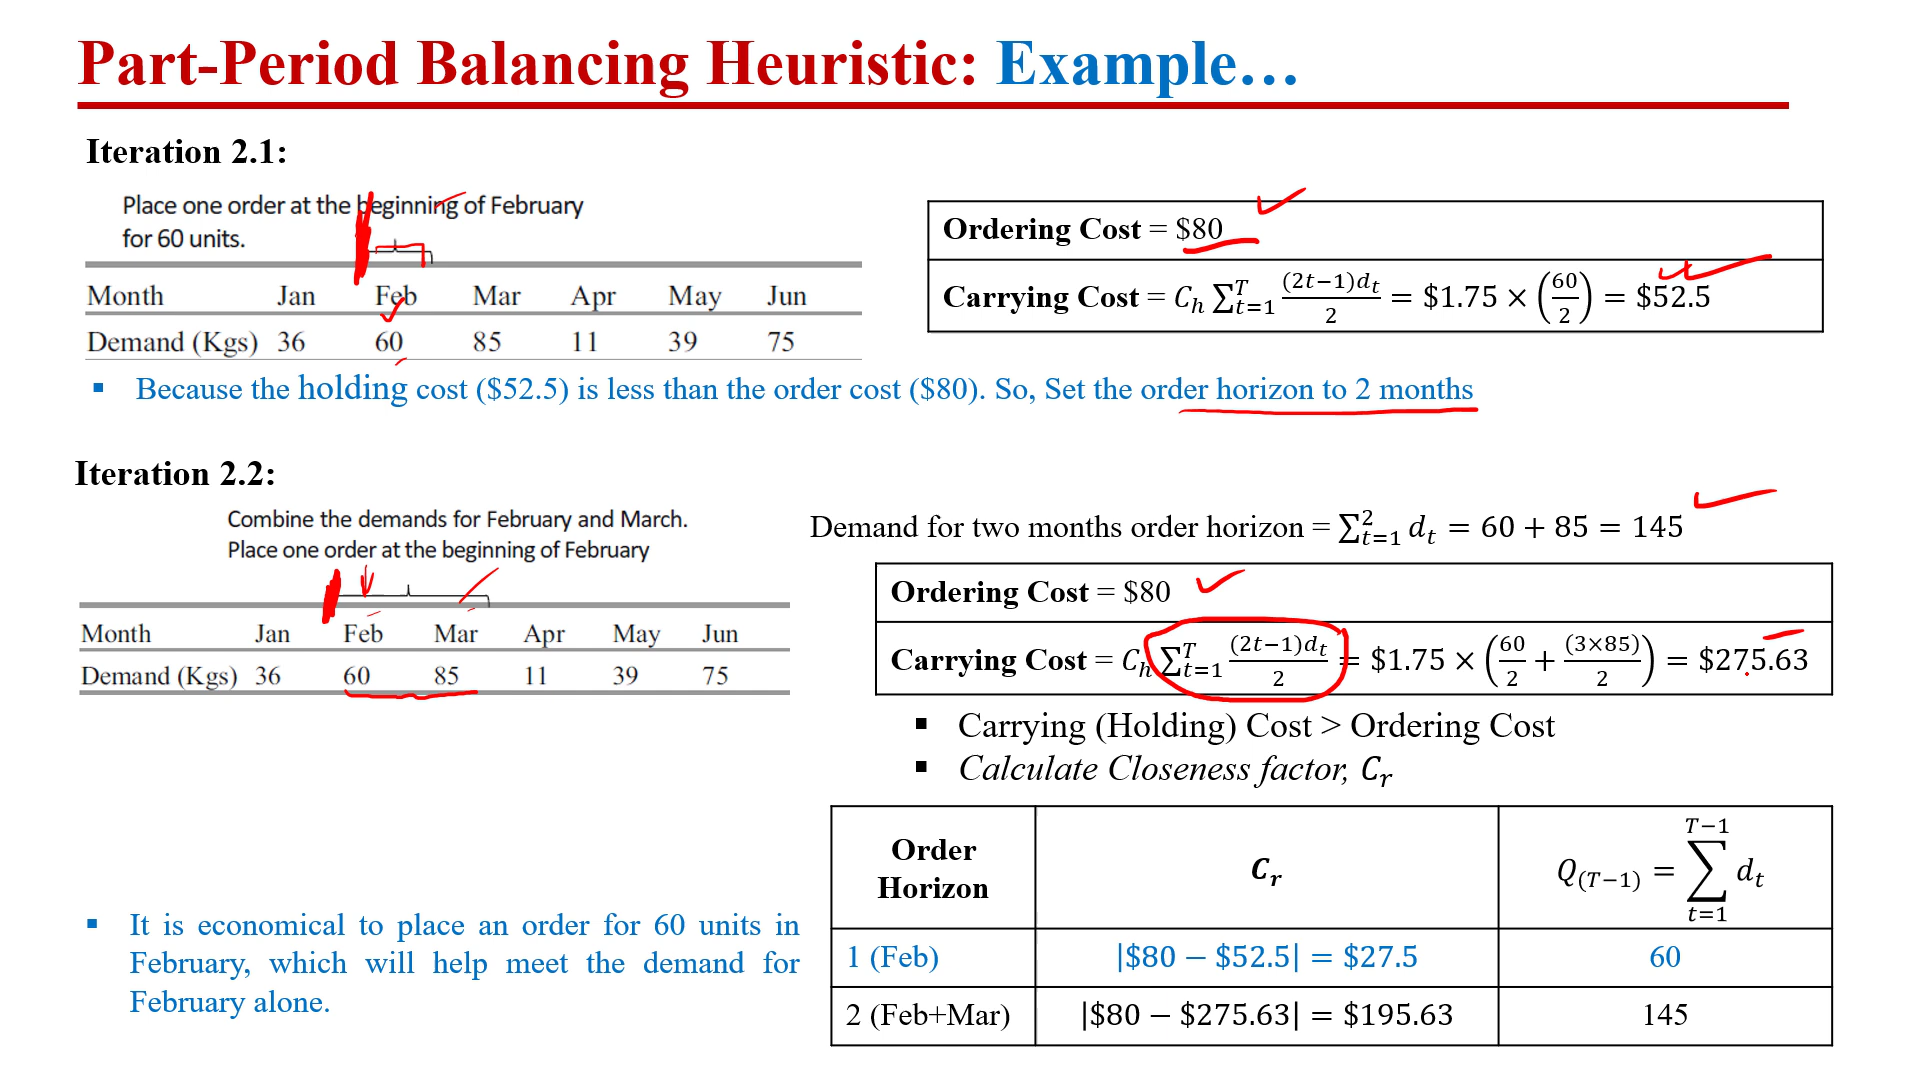 Part-Period Balancing Heuristic: Example…
Iteration 2.1:
Place one order at the beginning of February
for 60 units.
Month Jan Feb Mar Apr May Jun
Demand (Kgs) 36 60 85 11 39 75
Ordering Cost = $80
Carrying Cost = C_h ∑_{t=1}^{T} (2t−1)d_t / 2 = $1.75 × (60/2) = $52.5
▪ Because the holding cost ($52.5) is less than the order cost ($80). So, Set the order horizon to 2 months
Iteration 2.2:
Combine the demands for February and March.
Place one order at the beginning of February
Month Jan Feb Mar Apr May Jun
Demand (Kgs) 36 60 85 11 39 75
Demand for two months order horizon = ∑_{t=1}^{2} d_t = 60 + 85 = 145
Ordering Cost = $80
Carrying Cost = C_h ∑_{t=1}^{T} (2t−1)d_t / 2 = $1.75 × (60/2 + (3×85)/2) = $275.63
▪ Carrying (Holding) Cost > Ordering Cost
▪ Calculate Closeness factor, C_r
Order Horizon C_r Q_(T−1) = ∑_{t=1}^{T−1} d_t
1 (Feb) |$80 − $52.5| = $27.5 60
2 (Feb+Mar) |$80 − $275.63| = $195.63 145
▪ It is economical to place an order for 60 units in
February, which will help meet the demand for
February alone.